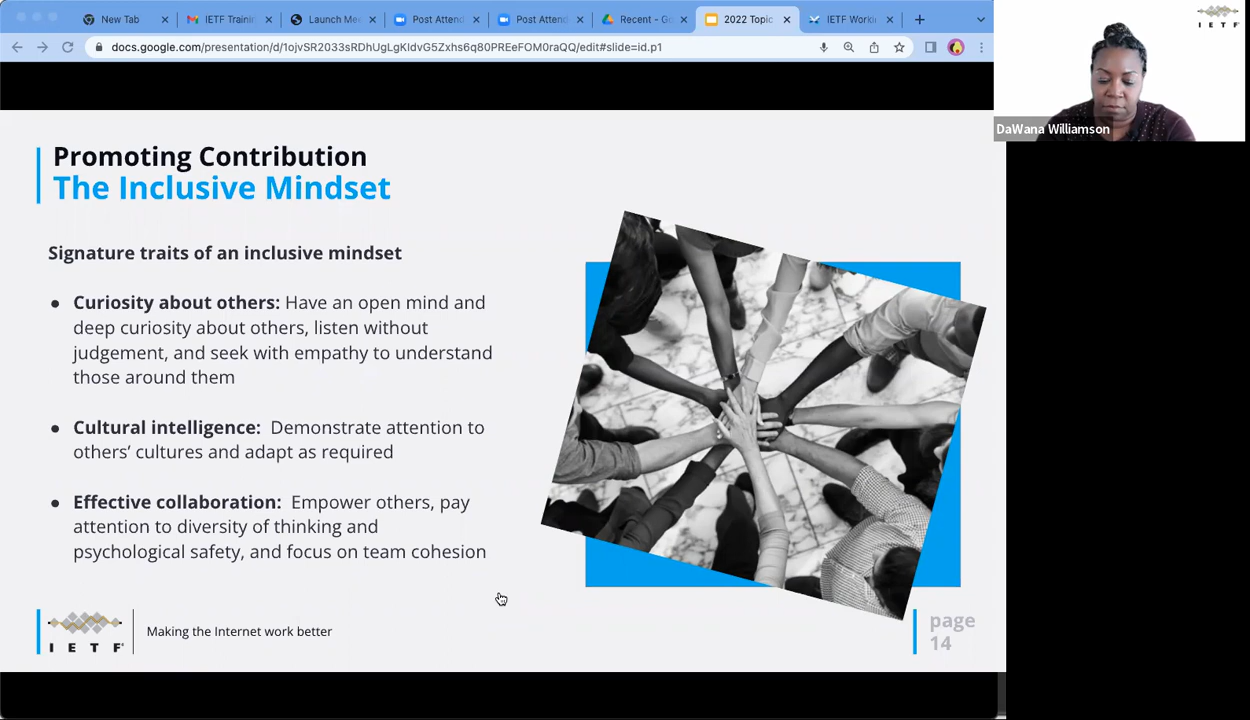 New Tab
IETF Traini
Launch Mee
Post Attend
Post Attend
Recent - Go
2022 Topic
IETF Worki
docs.google.com/presentation/d/1ojvSR2033sRDhUgLgKldvG5Zxhs6q80PREeFOM0raQQ/edit#slide=id.p1
IETF
DaWana Williamson
Promoting Contribution
The Inclusive Mindset
Signature traits of an inclusive mindset
● Curiosity about others: Have an open mind and
deep curiosity about others, listen without
judgement, and seek with empathy to understand
those around them
● Cultural intelligence: Demonstrate attention to
others’ cultures and adapt as required
● Effective collaboration: Empower others, pay
attention to diversity of thinking and
psychological safety, and focus on team cohesion
IETF
Making the Internet work better
page
14